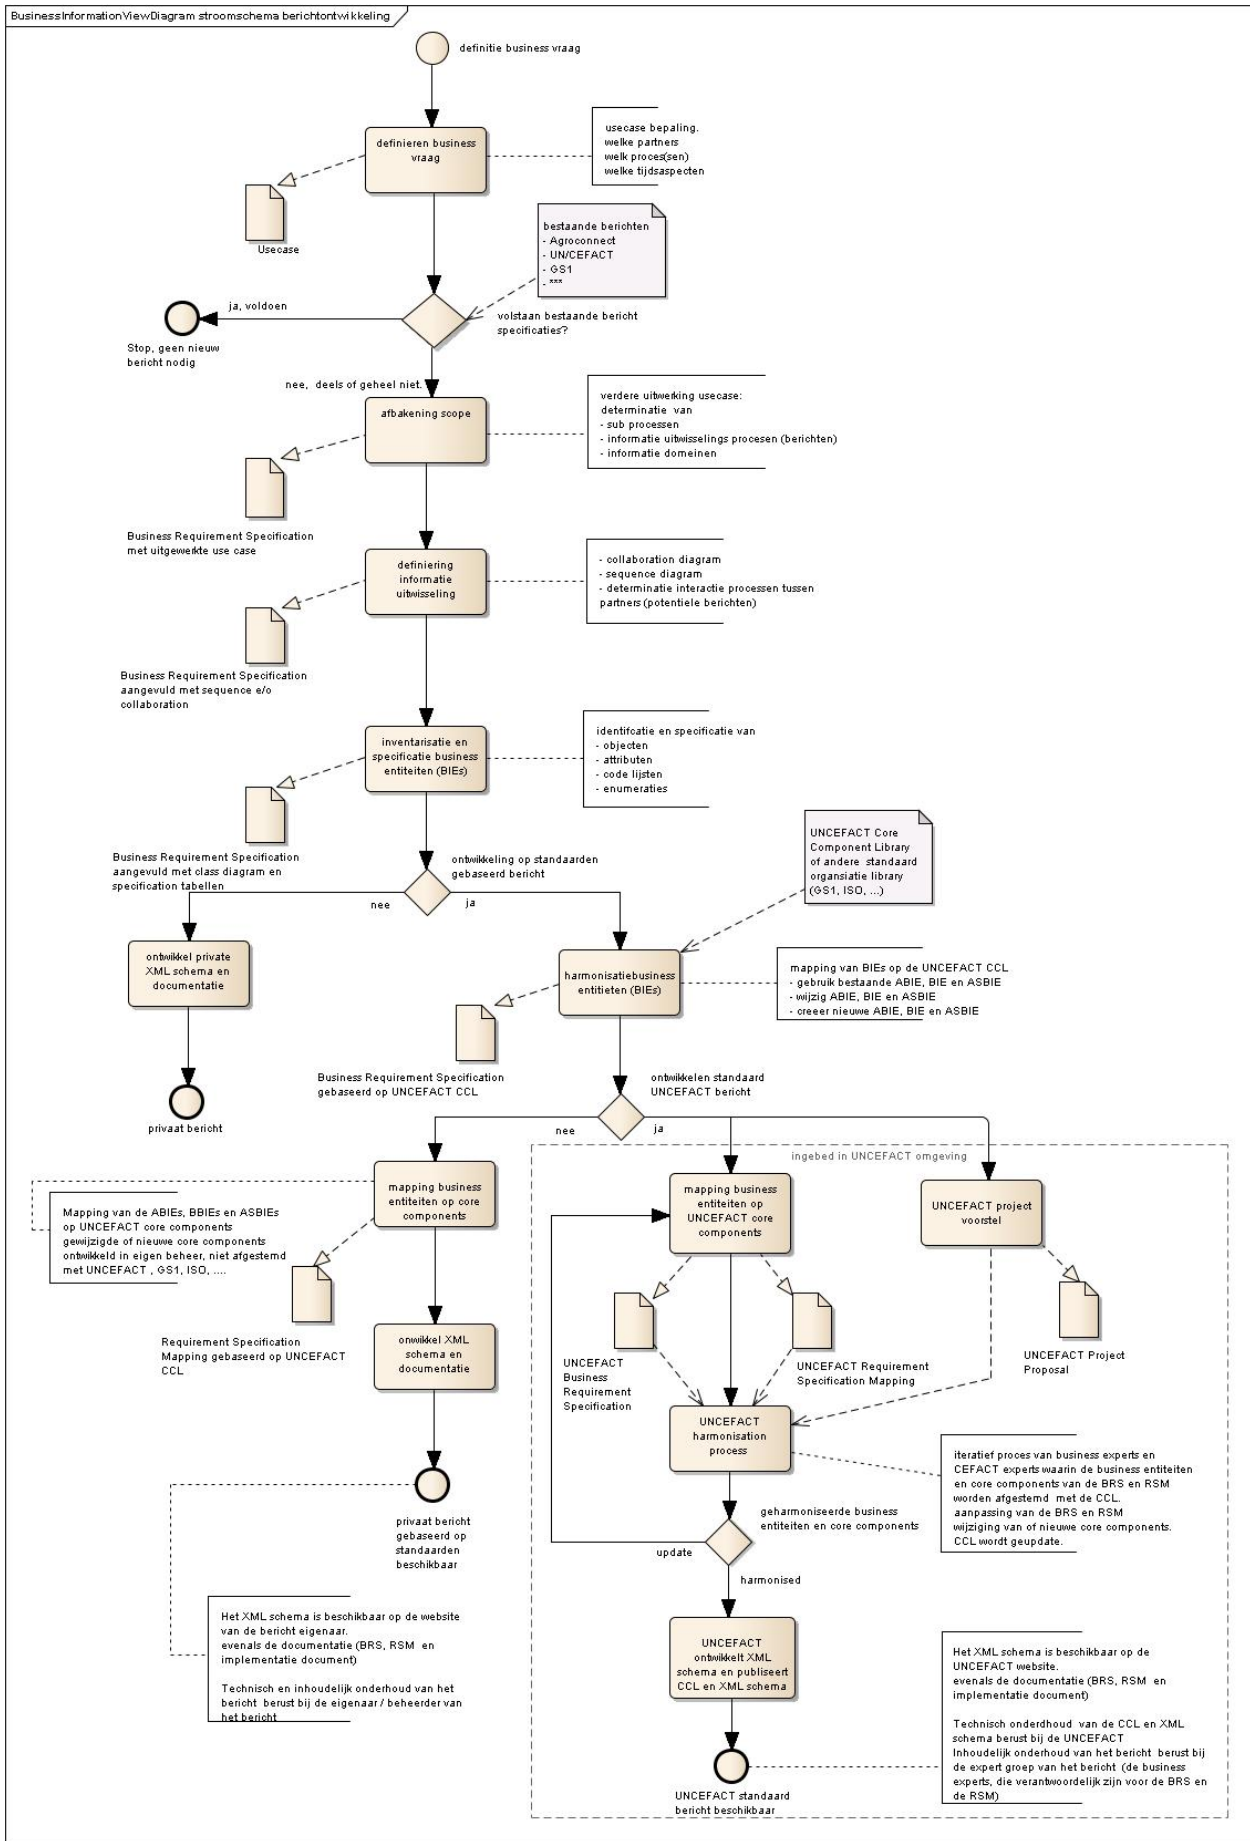 BusinessInformationViewDiagram stroomschema berichtontwikkeling
definitie business vraag
definieren business
vraag
usecase bepaling.
welke partners
welk proces(sen)
welke tijdsaspecten
Usecase
bestaande berichten
- Agroconnect
- UN/CEFACT
- GS1
- ***
ja, voldoen
volstaan bestaande bericht
specificaties?
Stop, geen nieuw
bericht nodig
nee, deels of geheel niet.
afbakening scope
verdere uitwerking usecase:
determinatie van
- sub processen
- informatie uitwisselings procesen (berichten)
- informatie domeinen
Business Requirement Specification
met uitgewerkte use case
definiering
informatie
uitwisseling
- collaboration diagram
- sequence diagram
- determinatie interactie processen tussen
partners (potentiele berichten)
Business Requirement Specification
aangevuld met sequence e/o
collaboration
inventarisatie en
specificatie business
entiteiten (BIEs)
identifcatie en specificatie van
- objecten
- attributen
- code lijsten
- enumeraties
Business Requirement Specification
aangevuld met class diagram en
specification tabellen
ontwikkeling op standaarden
gebaseerd bericht
nee
ja
UNCEFACT Core
Component Library
of andere standaard
organsiatie library
(GS1, ISO, ...)
ontwikkel private
XML schema en
documentatie
harmonisatiebusiness
entitieten (BIEs)
mapping van BIEs op de UNCEFACT CCL
- gebruik bestaande ABIE, BIE en ASBIE
- wijzig ABIE, BIE en ASBIE
- creeer nieuwe ABIE, BIE en ASBIE
Business Requirement Specification
gebaseerd op UNCEFACT CCL
privaat bericht
ontwikkelen standaard
UNCEFACT bericht
nee
ja
ingebed in UNCEFACT omgeving
mapping business
entiteiten op core
components
mapping business
entiteiten op
UNCEFACT core
components
UNCEFACT project
voorstel
Mapping van de ABIEs, BBIEs en ASBIEs
op UNCEFACT core components
gewijzigde of nieuwe core components
ontwikkeld in eigen beheer, niet afgestemd
met UNCEFACT , GS1, ISO, ....
Requirement Specification
Mapping gebaseerd op UNCEFACT
CCL
onwikkel XML
schema en
documentatie
UNCEFACT
Business
Requirement
Specification
UNCEFACT Requirement
Specification Mapping
UNCEFACT Project
Proposal
UNCEFACT
harmonisation
process
iteratief proces van business experts en
CEFACT experts waarin de business entiteiten
en core components van de BRS en RSM
worden afgestemd met de CCL.
aanpassing van de BRS en RSM
wijziging van of nieuwe core components.
CCL wordt geupdate.
geharmoniseerde business
entiteiten en core components
update
harmonised
privaat bericht
gebaseerd op
standaarden
beschikbaar
Het XML schema is beschikbaar op de website
van de bericht eigenaar.
evenals de documentatie (BRS, RSM en
implementatie document)
Technisch en inhoudelijk onderhoud van het
bericht berust bij de eigenaar / beheerder van
het bericht
UNCEFACT
ontwikkelt XML
schema en publiseert
CCL en XML schema
Het XML schema is beschikbaar op de
UNCEFACT website.
evenals de documentatie (BRS, RSM en
implementatie document)
Technisch onderdhoud van de CCL en XML
schema berust bij de UNCEFACT
Inhoudelijk onderhoud van het bericht berust bij
de expert groep van het bericht (de business
experts, die verantwoordelijk zijn voor de BRS en
de RSM)
UNCEFACT standaard
bericht beschikbaar